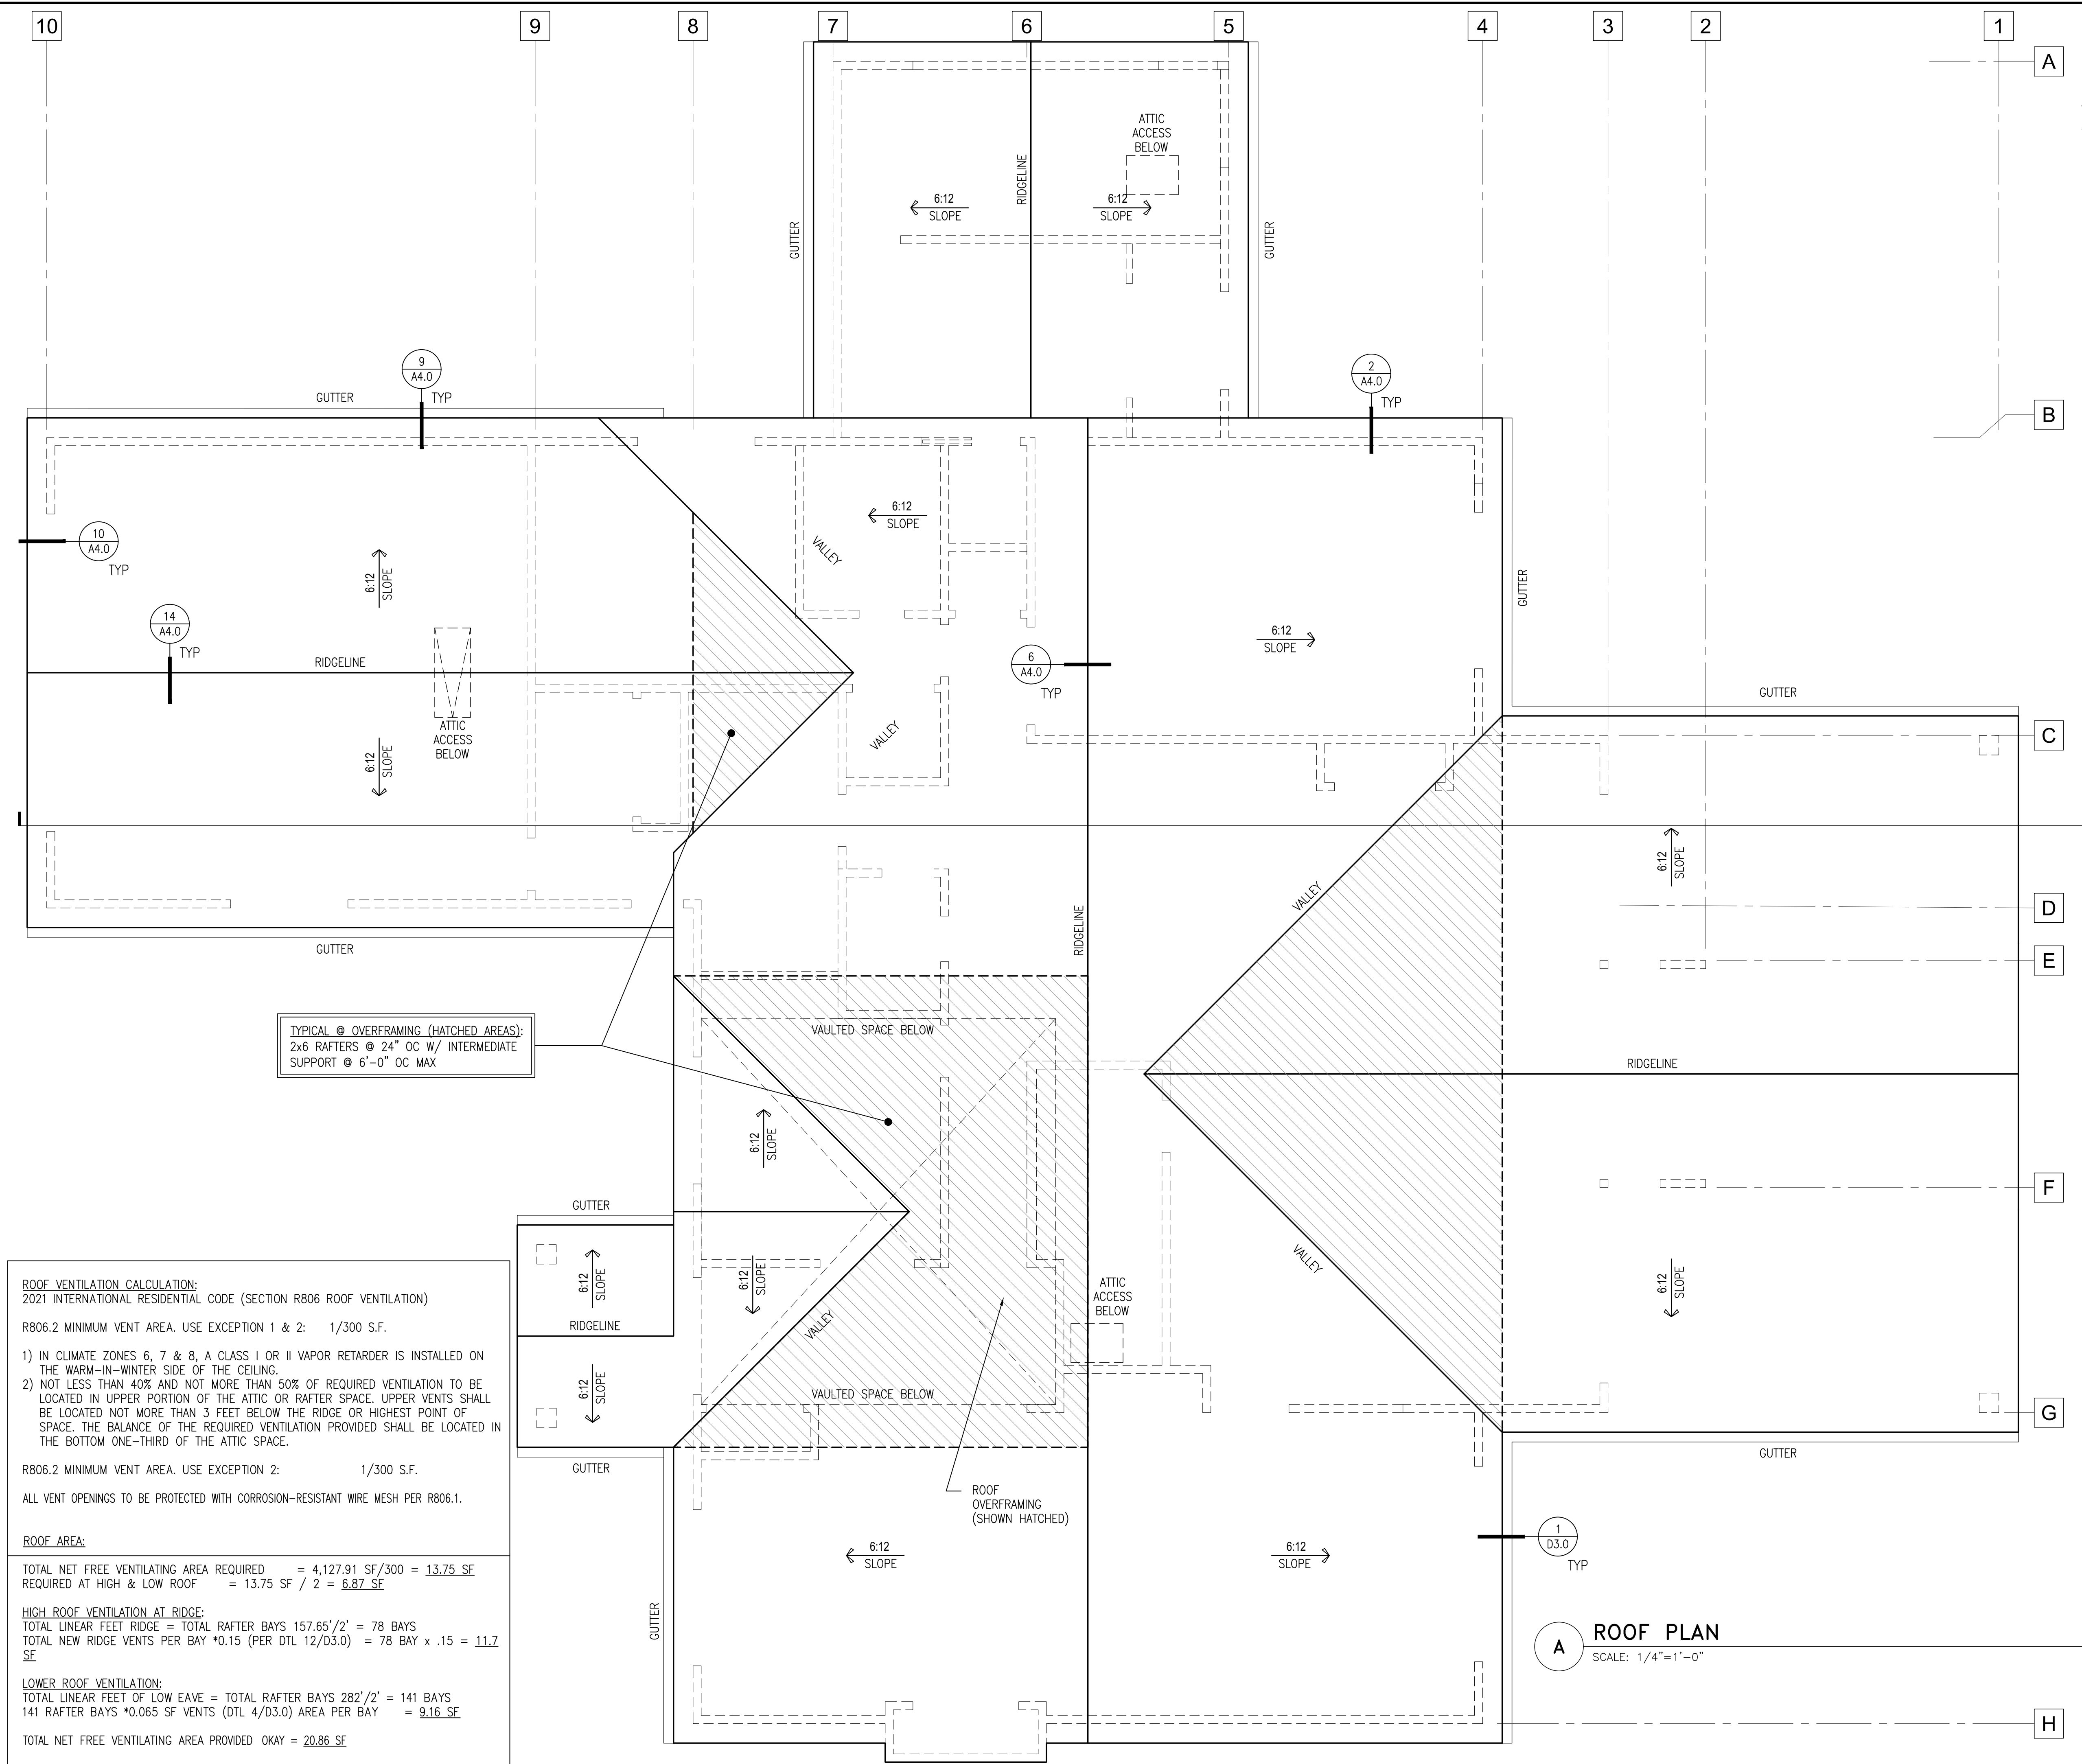 10
9
8
7
6
5
4
3
2
1
A
B
C
D
E
F
G
H
ATTIC
ACCESS
BELOW
RIDGELINE
6:12
SLOPE
6:12
SLOPE
GUTTER
GUTTER
9
A4.0
TYP
GUTTER
2
A4.0
TYP
10
A4.0
TYP
6:12
SLOPE
14
A4.0
TYP
RIDGELINE
ATTIC
ACCESS
BELOW
6:12
SLOPE
GUTTER
6:12
SLOPE
VALLEY
VALLEY
6
A4.0
TYP
6:12
SLOPE
GUTTER
GUTTER
RIDGELINE
VALLEY
6:12
SLOPE
RIDGELINE
VALLEY
6:12
SLOPE
GUTTER
TYPICAL @ OVERFRAMING (HATCHED AREAS):
2x6 RAFTERS @ 24" OC W/ INTERMEDIATE
SUPPORT @ 6'-0" OC MAX
VAULTED SPACE BELOW
6:12
SLOPE
6:12
SLOPE
VALLEY
VAULTED SPACE BELOW
GUTTER
6:12
SLOPE
RIDGELINE
6:12
SLOPE
GUTTER
ATTIC
ACCESS
BELOW
ROOF
OVERFRAMING
(SHOWN HATCHED)
6:12
SLOPE
6:12
SLOPE
GUTTER
1
D3.0
TYP
ROOF VENTILATION CALCULATION:
2021 INTERNATIONAL RESIDENTIAL CODE (SECTION R806 ROOF VENTILATION)
R806.2 MINIMUM VENT AREA. USE EXCEPTION 1 & 2: 1/300 S.F.
1) IN CLIMATE ZONES 6, 7 & 8, A CLASS I OR II VAPOR RETARDER IS INSTALLED ON
THE WARM-IN-WINTER SIDE OF THE CEILING.
2) NOT LESS THAN 40% AND NOT MORE THAN 50% OF REQUIRED VENTILATION TO BE
LOCATED IN UPPER PORTION OF THE ATTIC OR RAFTER SPACE. UPPER VENTS SHALL
BE LOCATED NOT MORE THAN 3 FEET BELOW THE RIDGE OR HIGHEST POINT OF
SPACE. THE BALANCE OF THE REQUIRED VENTILATION PROVIDED SHALL BE LOCATED IN
THE BOTTOM ONE-THIRD OF THE ATTIC SPACE.
R806.2 MINIMUM VENT AREA. USE EXCEPTION 2: 1/300 S.F.
ALL VENT OPENINGS TO BE PROTECTED WITH CORROSION-RESISTANT WIRE MESH PER R806.1.
ROOF AREA:
TOTAL NET FREE VENTILATING AREA REQUIRED = 4,127.91 SF/300 = 13.75 SF
REQUIRED AT HIGH & LOW ROOF = 13.75 SF / 2 = 6.87 SF
HIGH ROOF VENTILATION AT RIDGE:
TOTAL LINEAR FEET RIDGE = TOTAL RAFTER BAYS 157.65'/2' = 78 BAYS
TOTAL NEW RIDGE VENTS PER BAY *0.15 (PER DTL 12/D3.0) = 78 BAY x .15 = 11.7
SF
LOWER ROOF VENTILATION:
TOTAL LINEAR FEET OF LOW EAVE = TOTAL RAFTER BAYS 282'/2' = 141 BAYS
141 RAFTER BAYS *0.065 SF VENTS (DTL 4/D3.0) AREA PER BAY = 9.16 SF
TOTAL NET FREE VENTILATING AREA PROVIDED OKAY = 20.86 SF
A
ROOF PLAN
SCALE: 1/4"=1'-0"